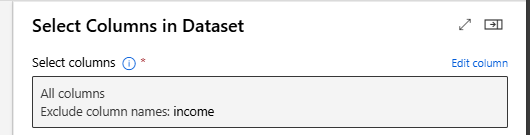 Select Columns in Dataset
Select columns *
Edit column
All columns
Exclude column names: income